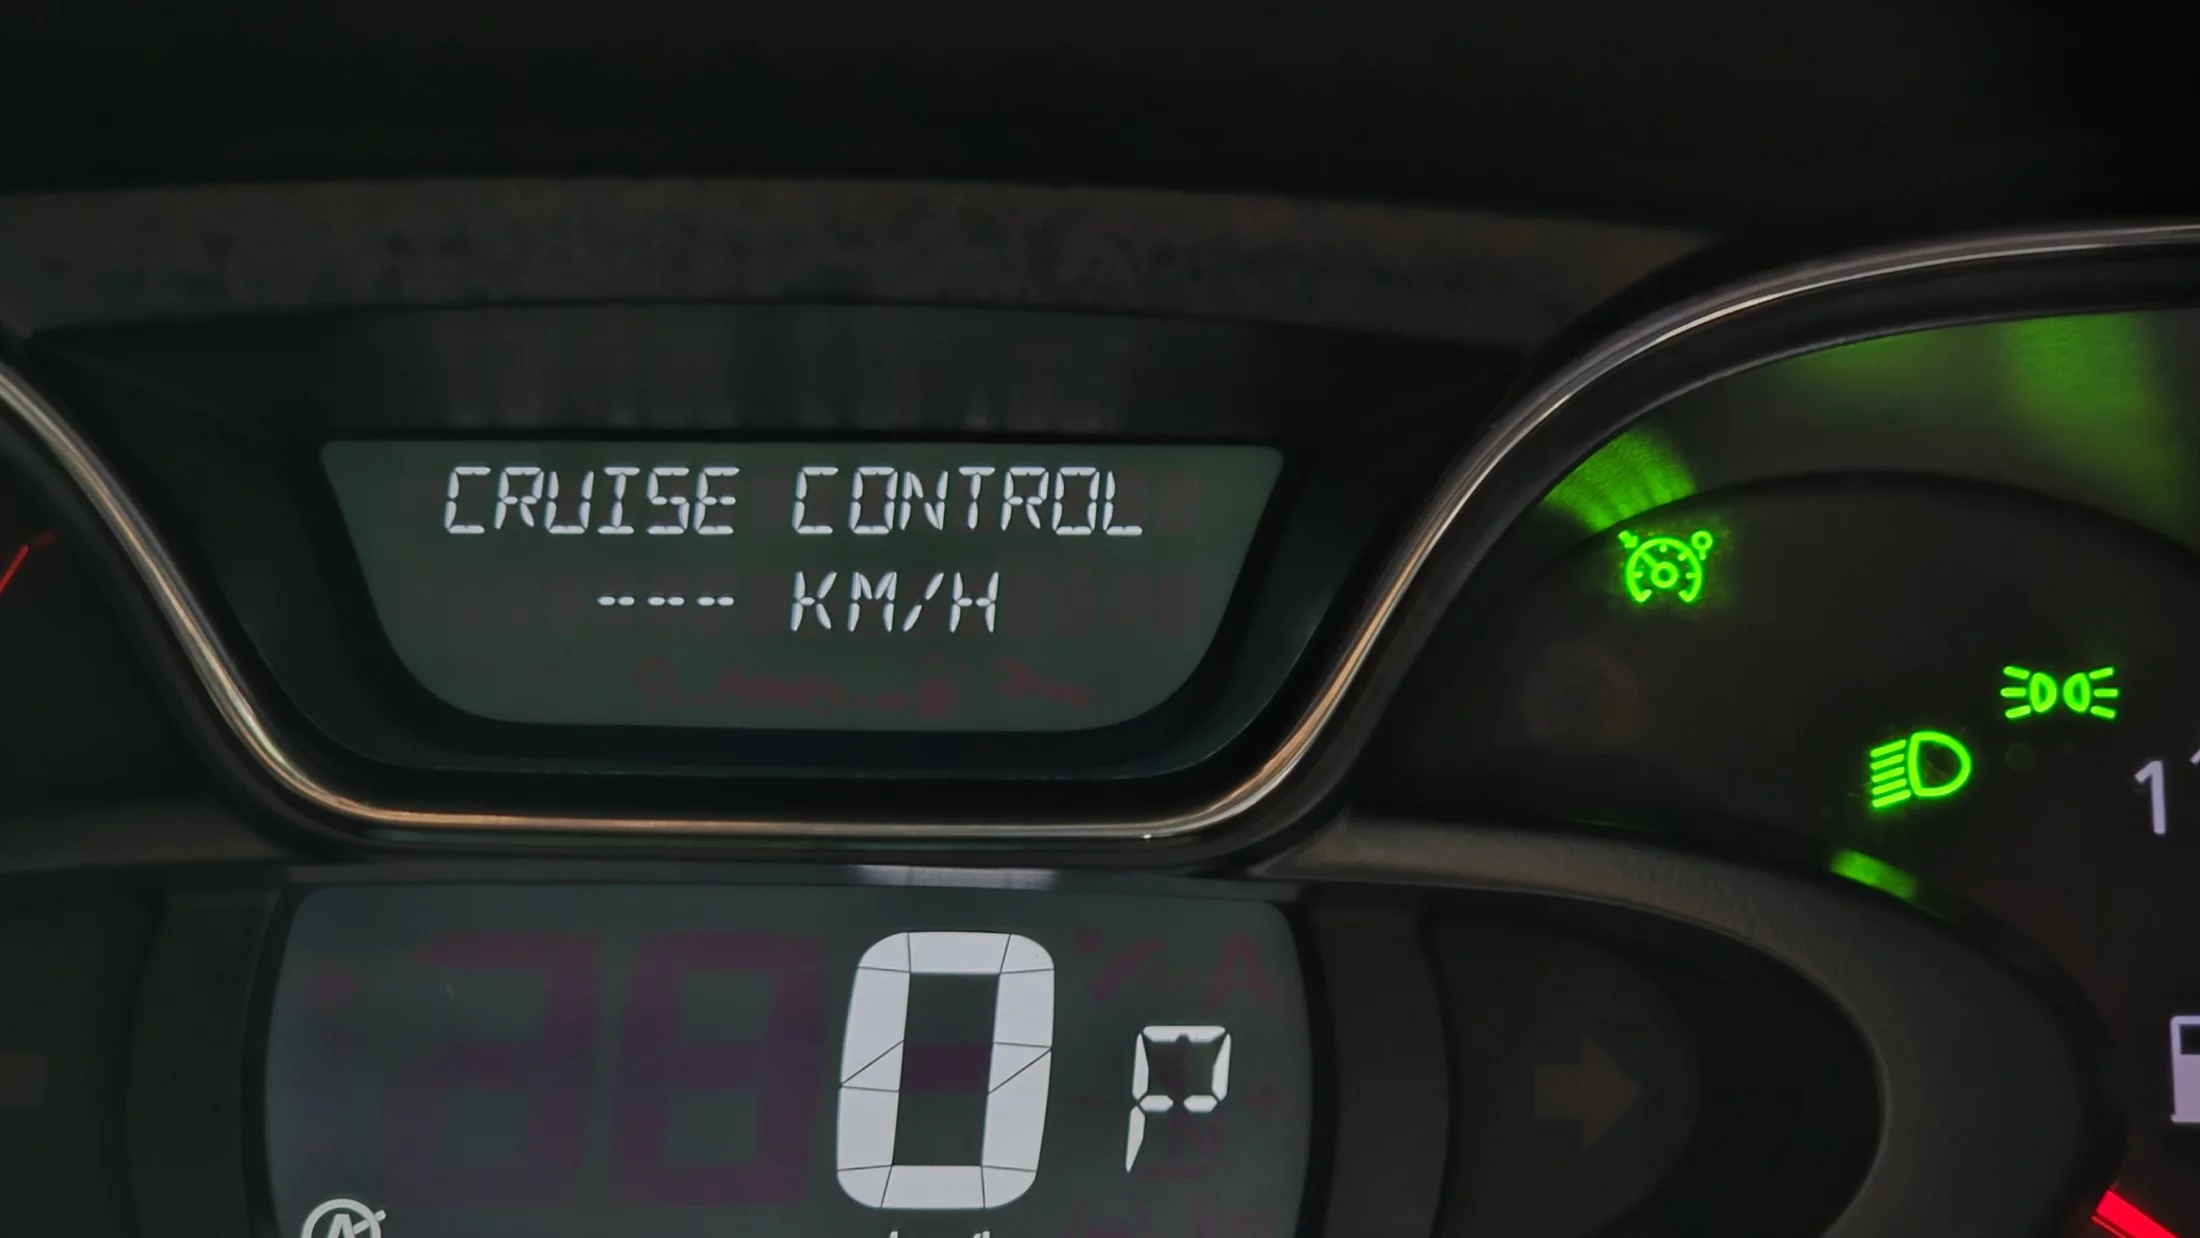 CRUISE CONTROL
--- KM/H
0 P